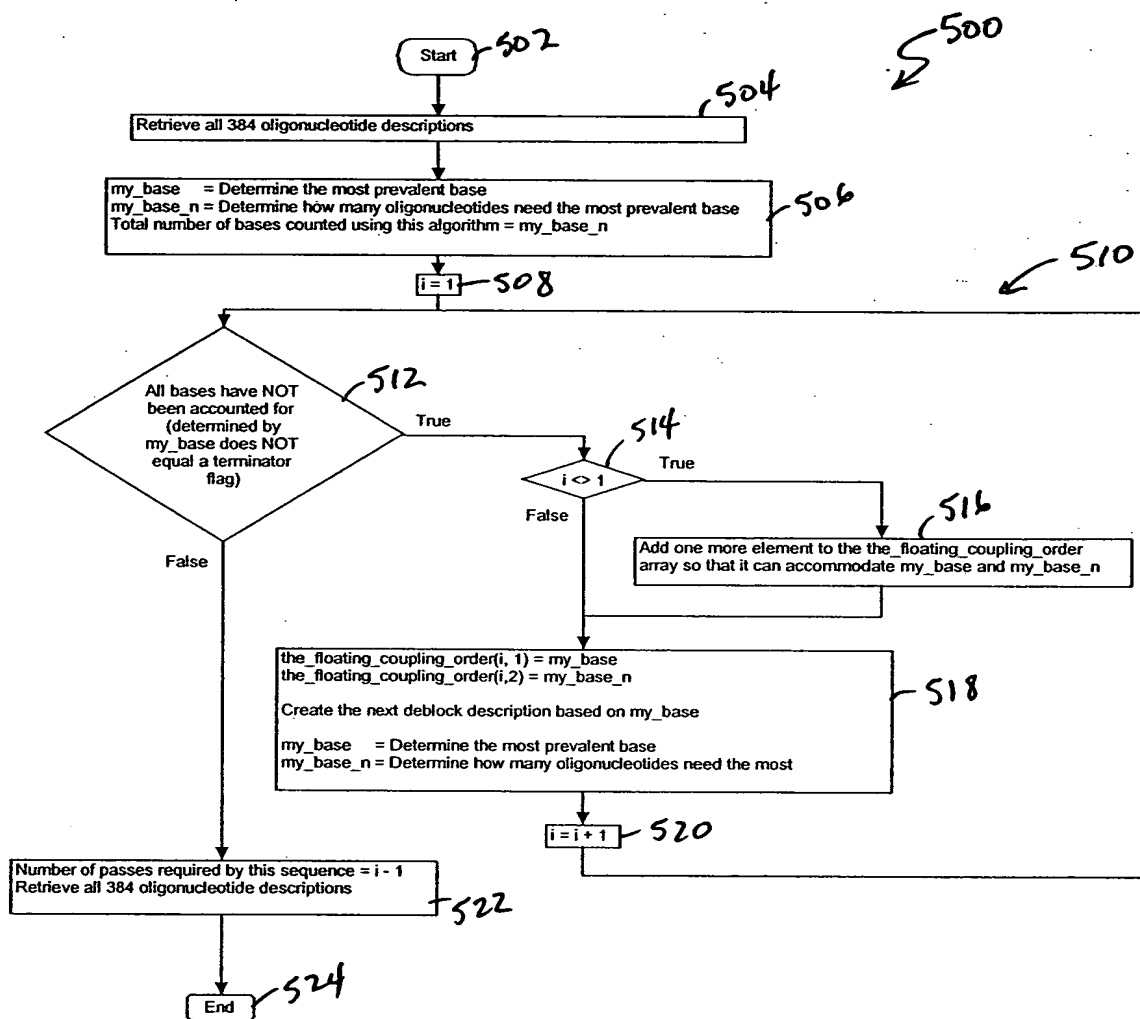 Start
502
500
504
Retrieve all 384 oligonucleotide descriptions
my_base = Determine the most prevalent base
my_base_n = Determine how many oligonucleotides need the most prevalent base
Total number of bases counted using this algorithm = my_base_n
506
i = 1
508
510
All bases have NOT
been accounted for
(determined by
my_base does NOT
equal a terminator
flag)
512
True
514
i <> 1
True
False
516
Add one more element to the the_floating_coupling_order
array so that it can accommodate my_base and my_base_n
False
the_floating_coupling_order(i, 1) = my_base
the_floating_coupling_order(i,2) = my_base_n
Create the next deblock description based on my_base
my_base = Determine the most prevalent base
my_base_n = Determine how many oligonucleotides need the most
518
i = i + 1
520
Number of passes required by this sequence = i - 1
Retrieve all 384 oligonucleotide descriptions
522
End
524